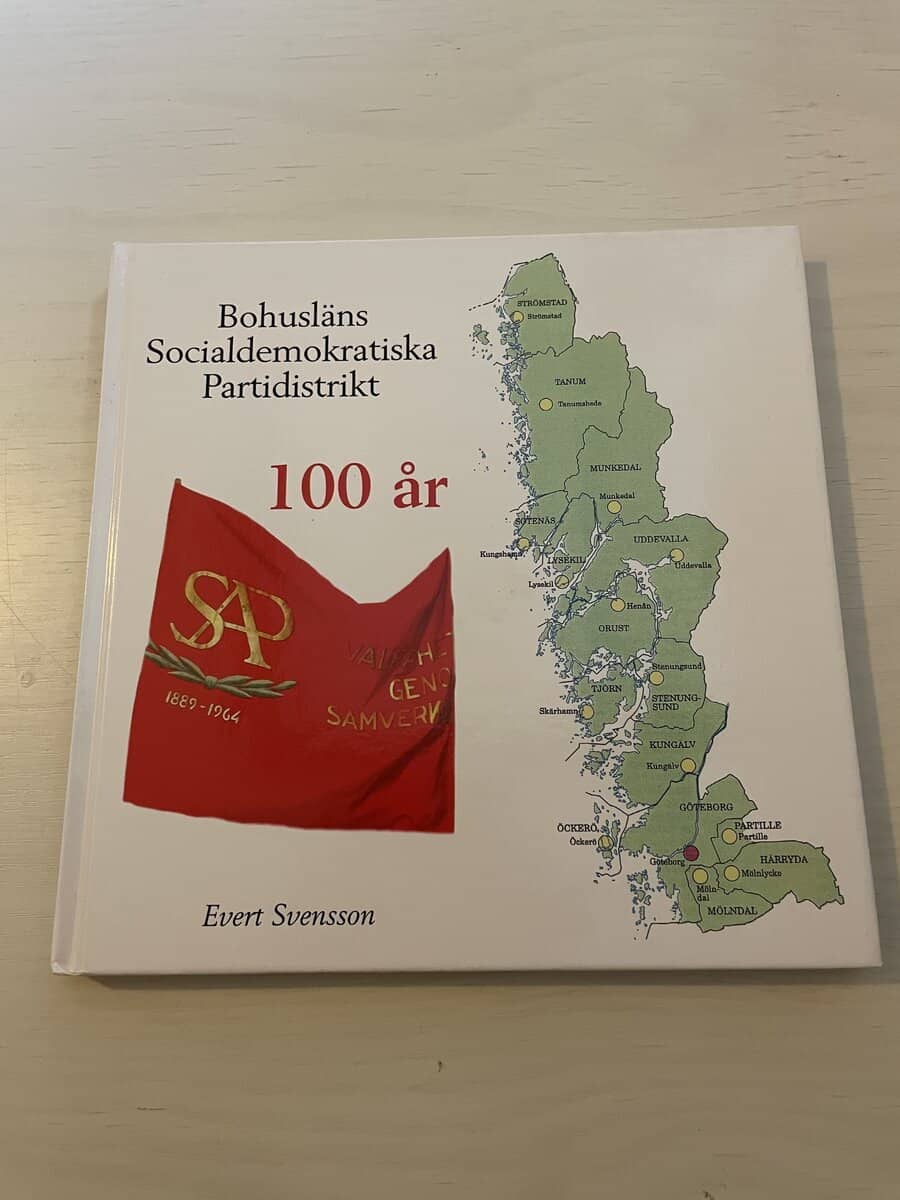 Bohusläns
Socialdemokratiska
Partidistrikt
100 år
SAP
1889-1964
GENO
SAMVERK
Evert Svensson
STRÖMSTAD
Strömstad
TANUM
Tanumshede
MUNKEDAL
Munkedal
SOTENÄS
Kungshamn
LYSEKIL
Lysekil
UDDEVALLA
Uddevalla
Henån
ORUST
Stenungsund
STENUNG-
SUND
TJÖRN
Skärhamn
KUNGÄLV
Kungälv
GÖTEBORG
Göteborg
ÖCKERÖ
Öckerö
PARTILLE
Partille
HÄRRYDA
Mölnlycke
Möln
dal
MÖLNDAL